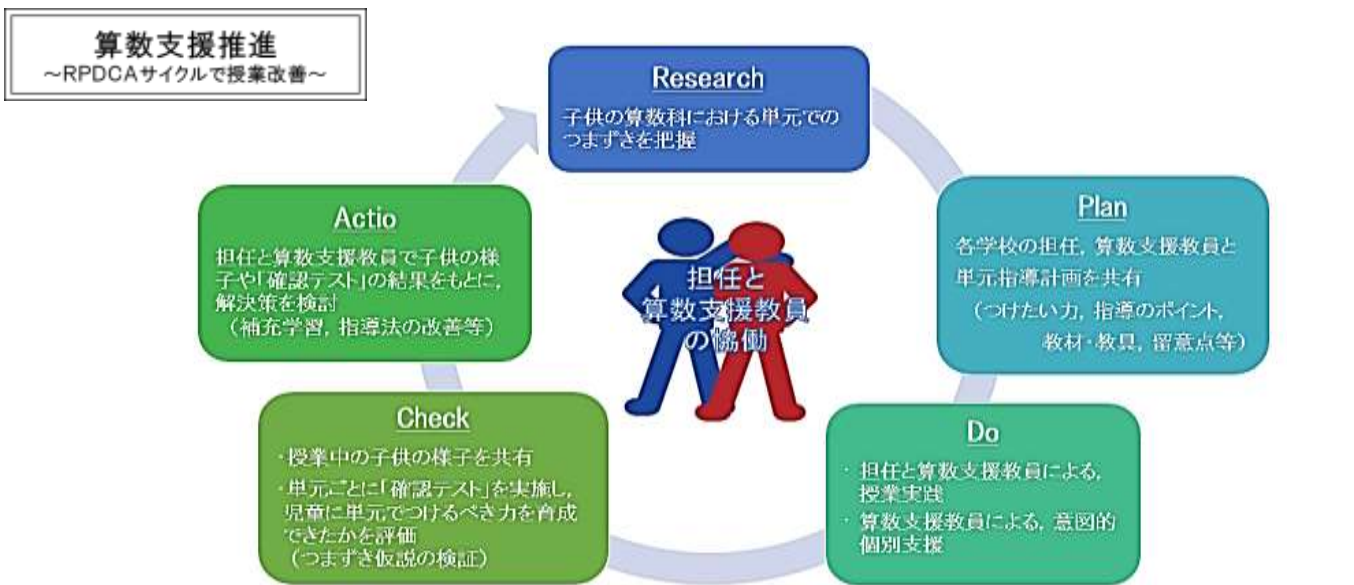 算数支援推進
～RPDCAサイクルで授業改善～
Research
子供の算数科における単元での
つまずきを把握
Plan
各学校の担任，算数支援教員と
単元指導計画を共有
（つけたい力，指導のポイント，
教材・教具，留意点等）
Do
・ 担任と算数支援教員による，
授業実践
・ 算数支援教員による，意図的
個別支援
Check
・授業中の子供の様子を共有
・単元ごとに「確認テスト」を実施し，
児童に単元でつけるべき力を育成
できたかを評価
（つまずき仮説の検証）
Actio
担任と算数支援教員で子供の様
子や「確認テスト」の結果をもとに，
解決策を検討
（補充学習，指導法の改善等）
担任と
算数支援教員
の協働